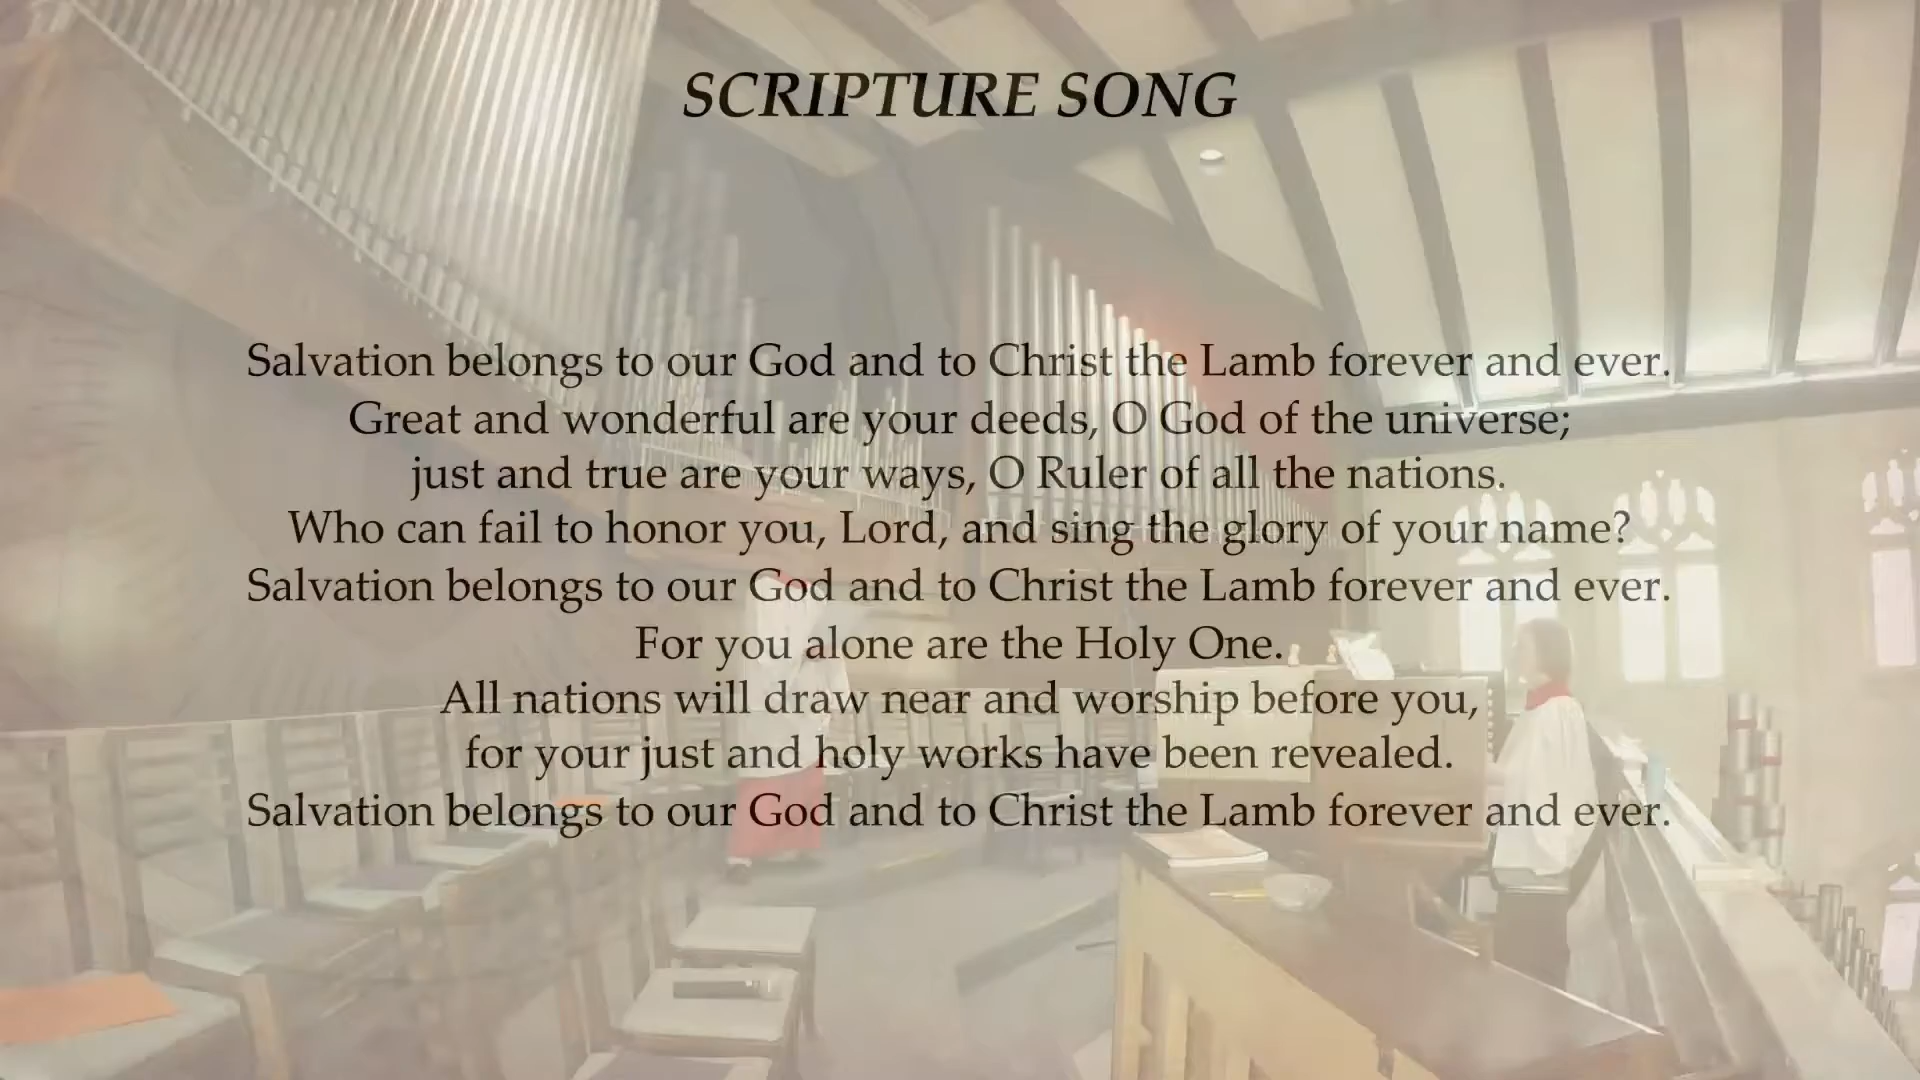 SCRIPTURE SONG
Salvation belongs to our God and to Christ the Lamb forever and ever.
Great and wonderful are your deeds, O God of the universe;
just and true are your ways, O Ruler of all the nations.
Who can fail to honor you, Lord, and sing the glory of your name?
Salvation belongs to our God and to Christ the Lamb forever and ever.
For you alone are the Holy One.
All nations will draw near and worship before you,
for your just and holy works have been revealed.
Salvation belongs to our God and to Christ the Lamb forever and ever.